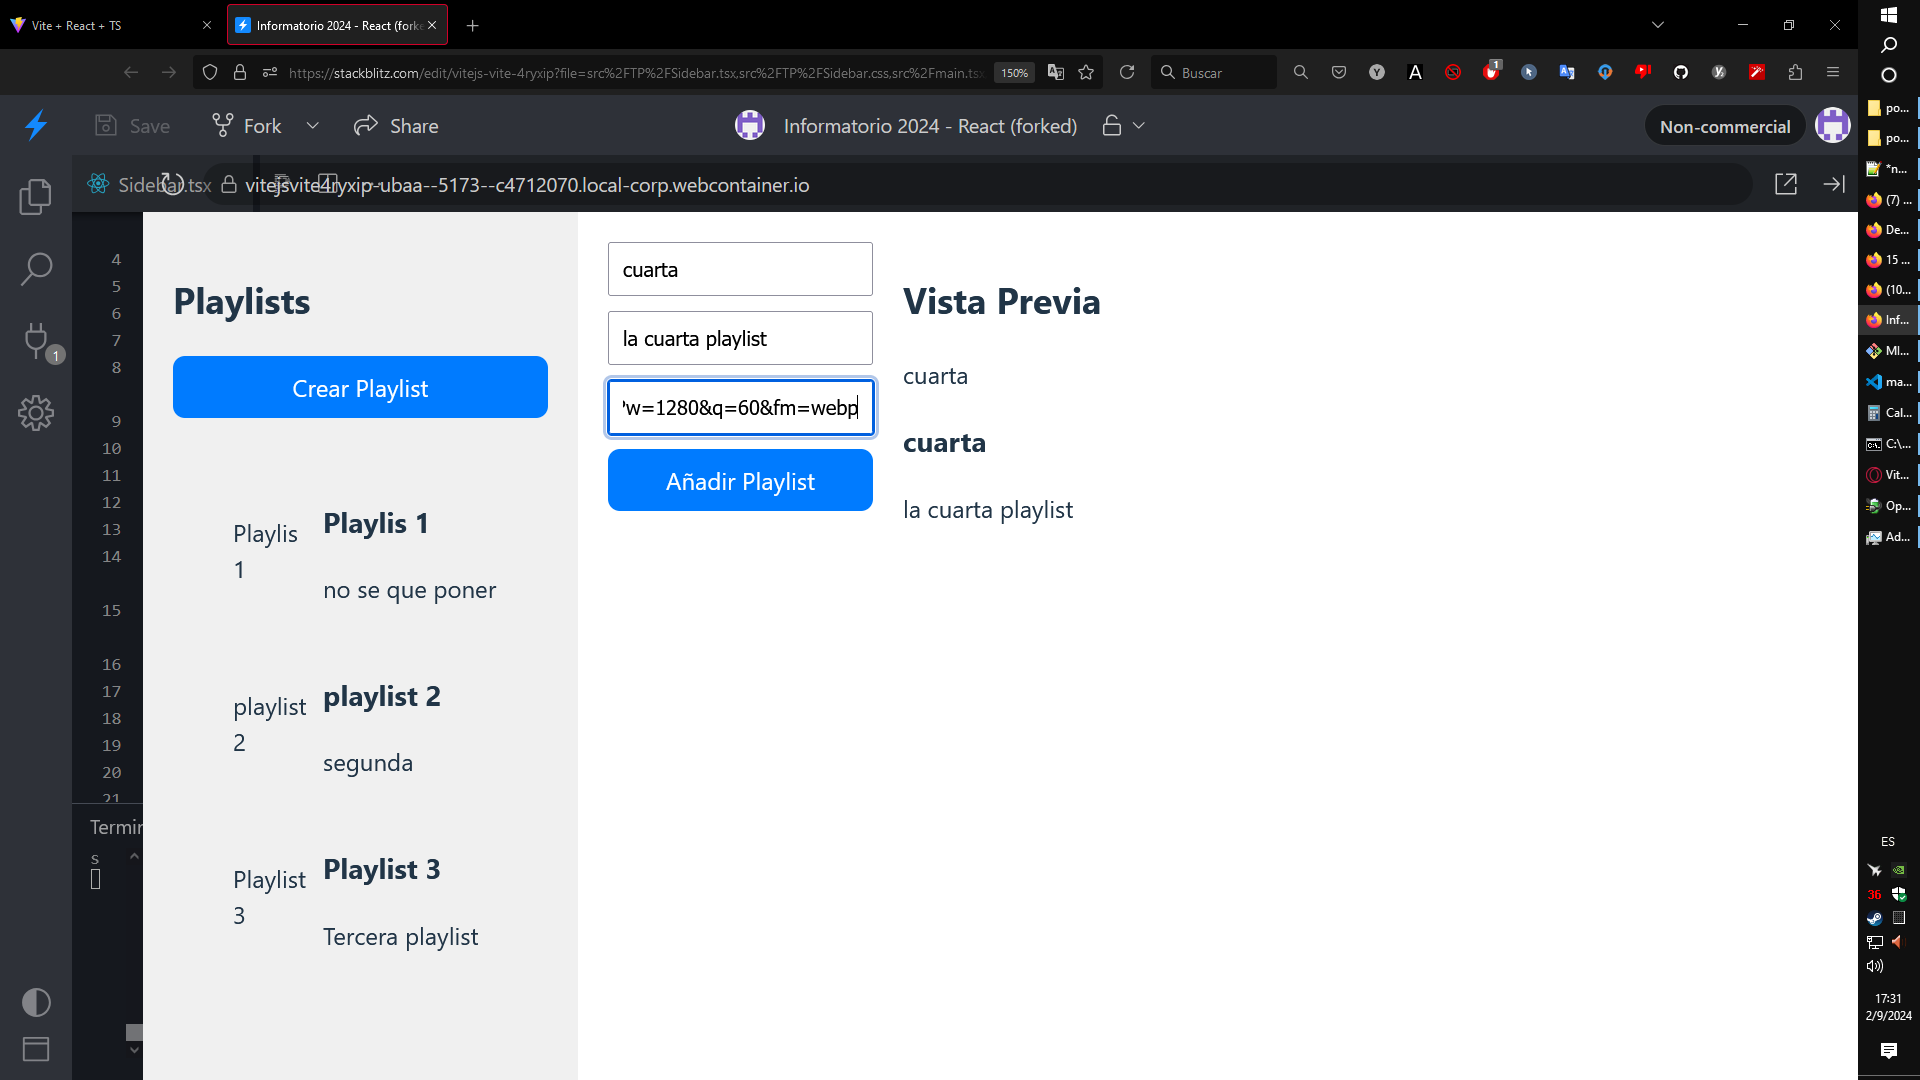 Vite + React + TS
Informatorio 2024 - React (forke
https://stackblitz.com/edit/vitejs-vite-4ryxip?file=src%2FTP%2FSidebar.tsx,src%2FTP%2FSidebar.css,src%2Fmain.tsx
150%
Buscar
1
Save
Fork
Share
Informatorio 2024 - React (forked)
Non-commercial
Sidebar.tsx
vitejsvite4ryxip-ubaa--5173--c4712070.local-corp.webcontainer.io
1
4
5
6
7
8
9
10
11
12
13
14
15
16
17
18
19
20
21
Termin
s
Playlists
Crear Playlist
Playlis 1
Playlis 1
no se que poner
playlist 2
playlist 2
segunda
Playlist 3
Playlist 3
Tercera playlist
cuarta
la cuarta playlist
w=1280&q=60&fm=webp
Añadir Playlist
Vista Previa
cuarta
cuarta
la cuarta playlist
po...
po...
*n...
(7) ...
De...
15 ...
(10...
Inf...
MI...
ma...
Cal...
C:\...
Vit...
Op...
Ad...
ES
36
17:31
2/9/2024